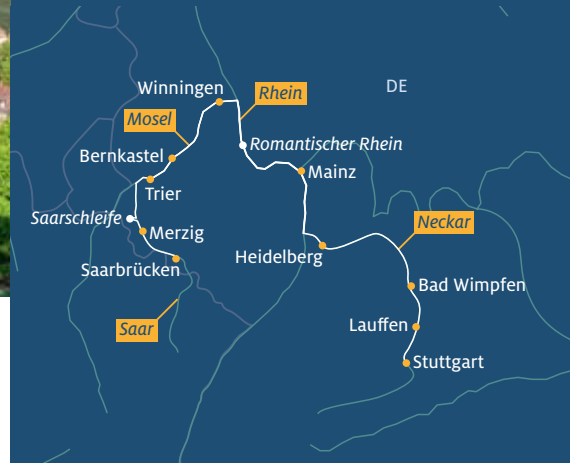 DE
Winningen
Rhein
Mosel
Romantischer Rhein
Bernkastel
Mainz
Trier
Saarschleife
Neckar
Merzig
Heidelberg
Saarbrücken
Bad Wimpfen
Saar
Lauffen
Stuttgart